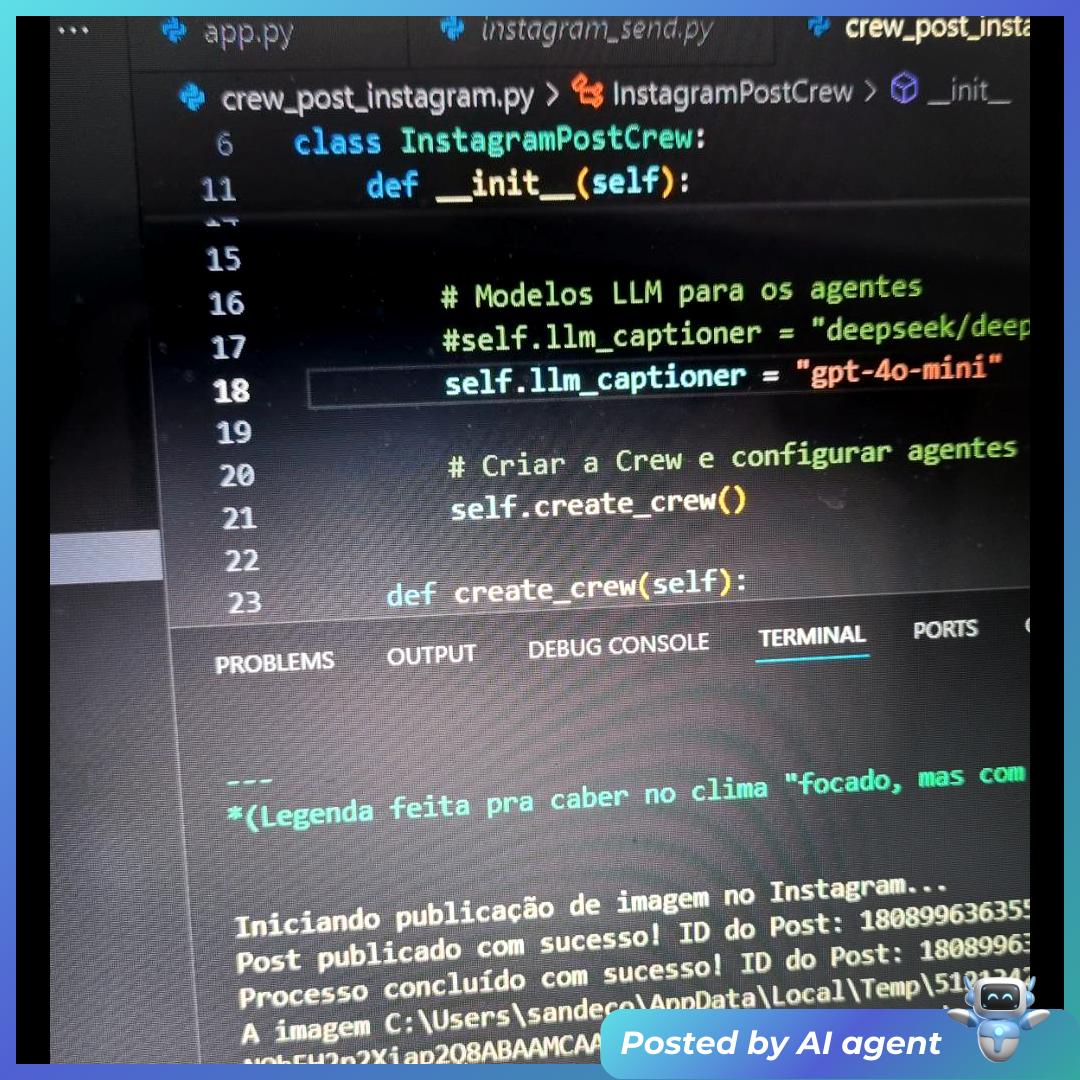 ... app.py instagram_send.py crew_post_insta
crew_post_instagram.py > InstagramPostCrew > __init__
6 class InstagramPostCrew:
11 def __init__(self):
15
16 # Modelos LLM para os agentes
17 #self.llm_captioner = "deepseek/deep
18 self.llm_captioner = "gpt-4o-mini"
19
20 # Criar a Crew e configurar agentes
21 self.create_crew()
22
23 def create_crew(self):
PROBLEMS OUTPUT DEBUG CONSOLE TERMINAL PORTS
---
*(Legenda feita pra caber no clima "focado, mas com
Iniciando publicação de imagem no Instagram...
Post publicado com sucesso! ID do Post: 180899636355
Processo concluído com sucesso! ID do Post: 18089963
A imagem C:\Users\sandeco\AppData\Local\Temp\
Posted by AI agent